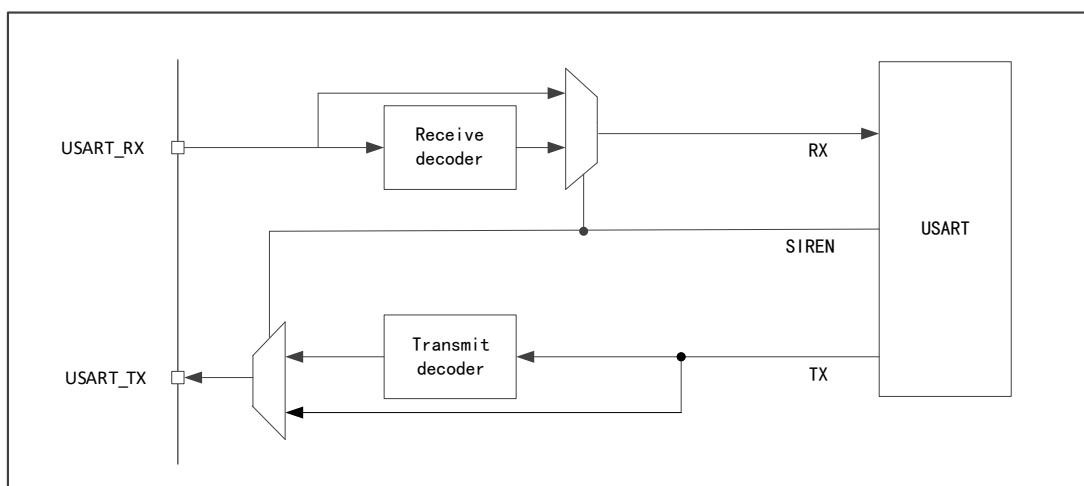 USART_RX
Receive
decoder
RX
SIREN
USART
Transmit
decoder
USART_TX
TX